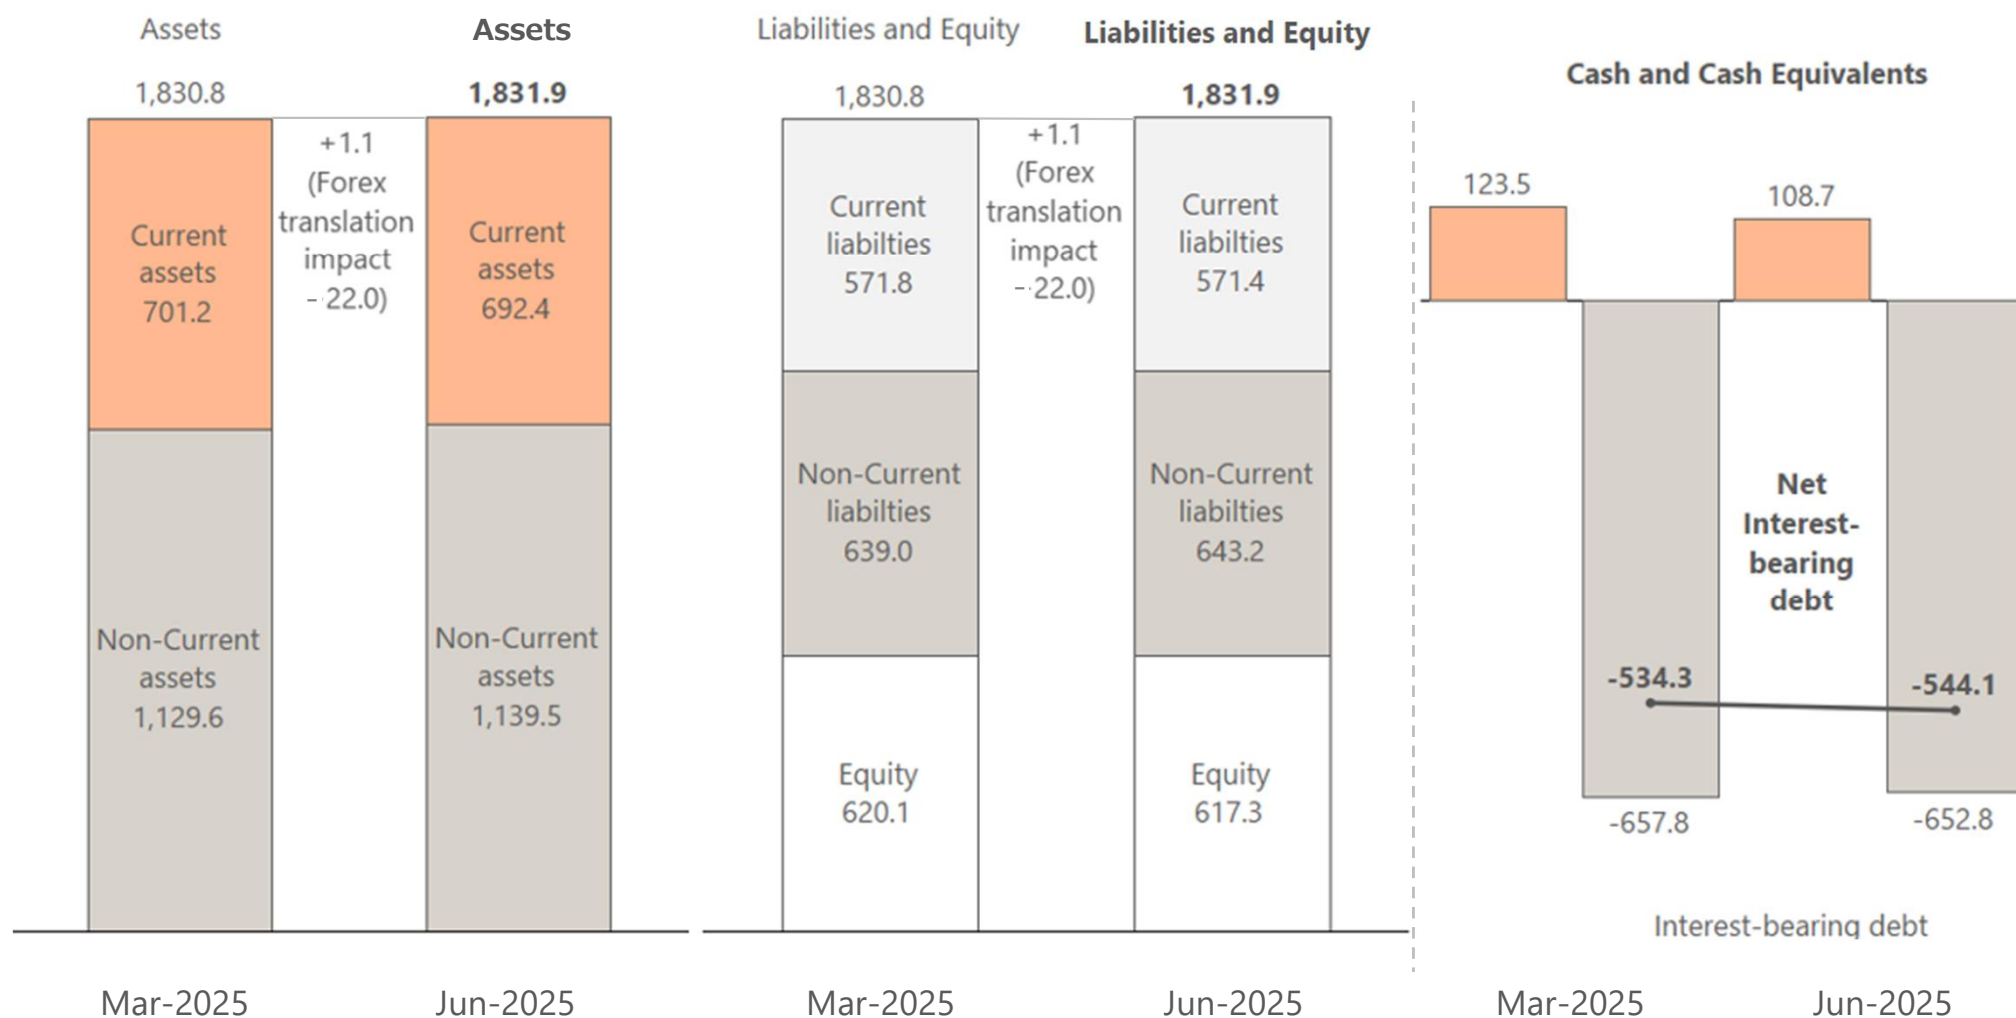 Assets
1,830.8
Current
assets
701.2
Non-Current
assets
1,129.6
Mar-2025
+1.1
(Forex
translation
impact
-22.0)
Assets
1,831.9
Current
assets
692.4
Non-Current
assets
1,139.5
Jun-2025
Liabilities and Equity
1,830.8
Current
liabilties
571.8
Non-Current
liabilties
639.0
Equity
620.1
Mar-2025
+1.1
(Forex
translation
impact
-22.0)
Liabilities and Equity
1,831.9
Current
liabilties
571.4
Non-Current
liabilties
643.2
Equity
617.3
Jun-2025
Cash and Cash Equivalents
123.5
108.7
Net
Interest-
bearing
debt
-534.3
-544.1
-657.8
-652.8
Interest-bearing debt
Mar-2025
Jun-2025